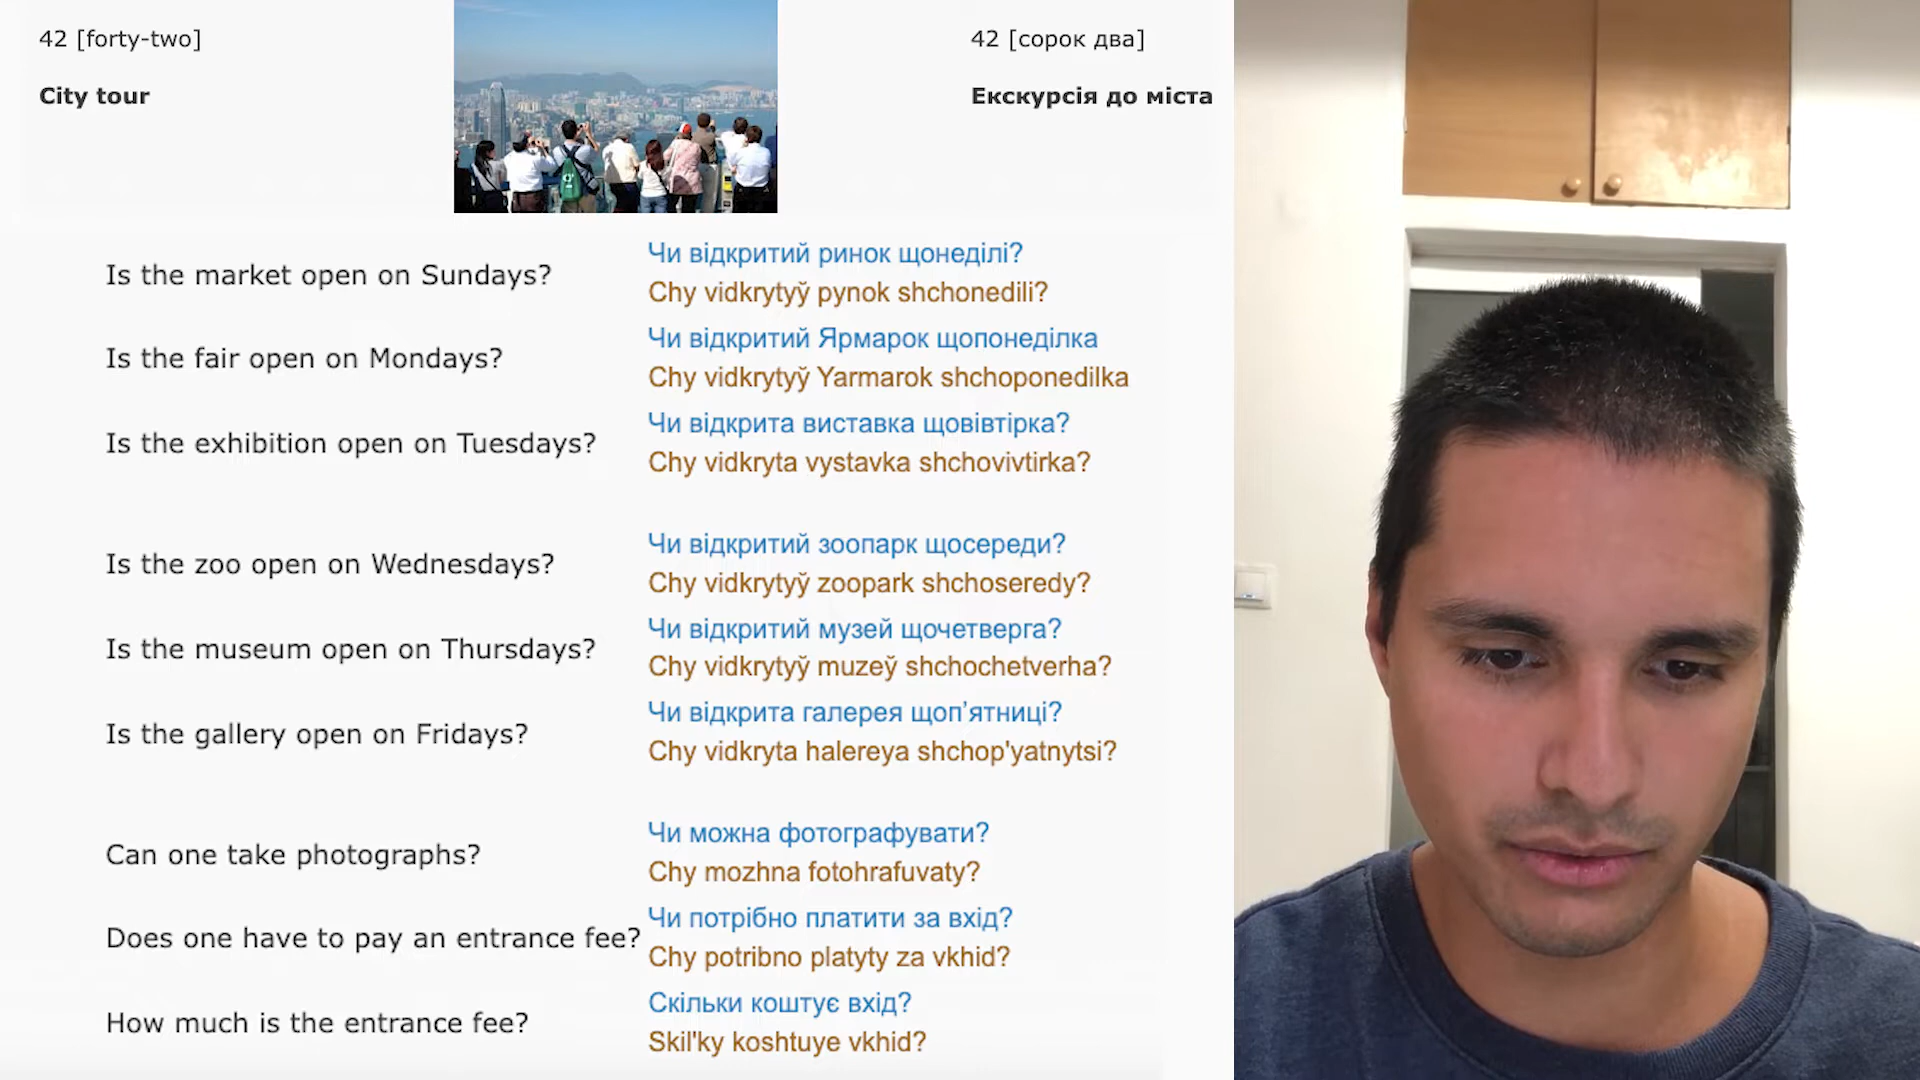 42 [forty-two]
City tour
42 [сорок два]
Екскурсія до міста
Is the market open on Sundays?
Чи відкритий ринок щонеділі?
Chy vidkrytyy̆ pynok shchonedili?
Is the fair open on Mondays?
Чи відкритий Ярмарок щопонеділка
Chy vidkrytyy̆ Yarmarok shchoponedilka
Is the exhibition open on Tuesdays?
Чи відкрита виставка щовівтірка?
Chy vidkryta vystavka shchovivtirka?
Is the zoo open on Wednesdays?
Чи відкритий зоопарк щосереди?
Chy vidkrytyy̆ zoopark shchoseredy?
Is the museum open on Thursdays?
Чи відкритий музей щочетверга?
Chy vidkrytyy̆ muzey̆ shchochetverha?
Is the gallery open on Fridays?
Чи відкрита галерея щоп’ятниці?
Chy vidkryta halereya shchop'yatnytsi?
Can one take photographs?
Чи можна фотографувати?
Chy mozhna fotohrafuvaty?
Does one have to pay an entrance fee?
Чи потрібно платити за вхід?
Chy potribno platyty za vkhid?
How much is the entrance fee?
Скільки коштує вхід?
Skil'ky koshtuye vkhid?